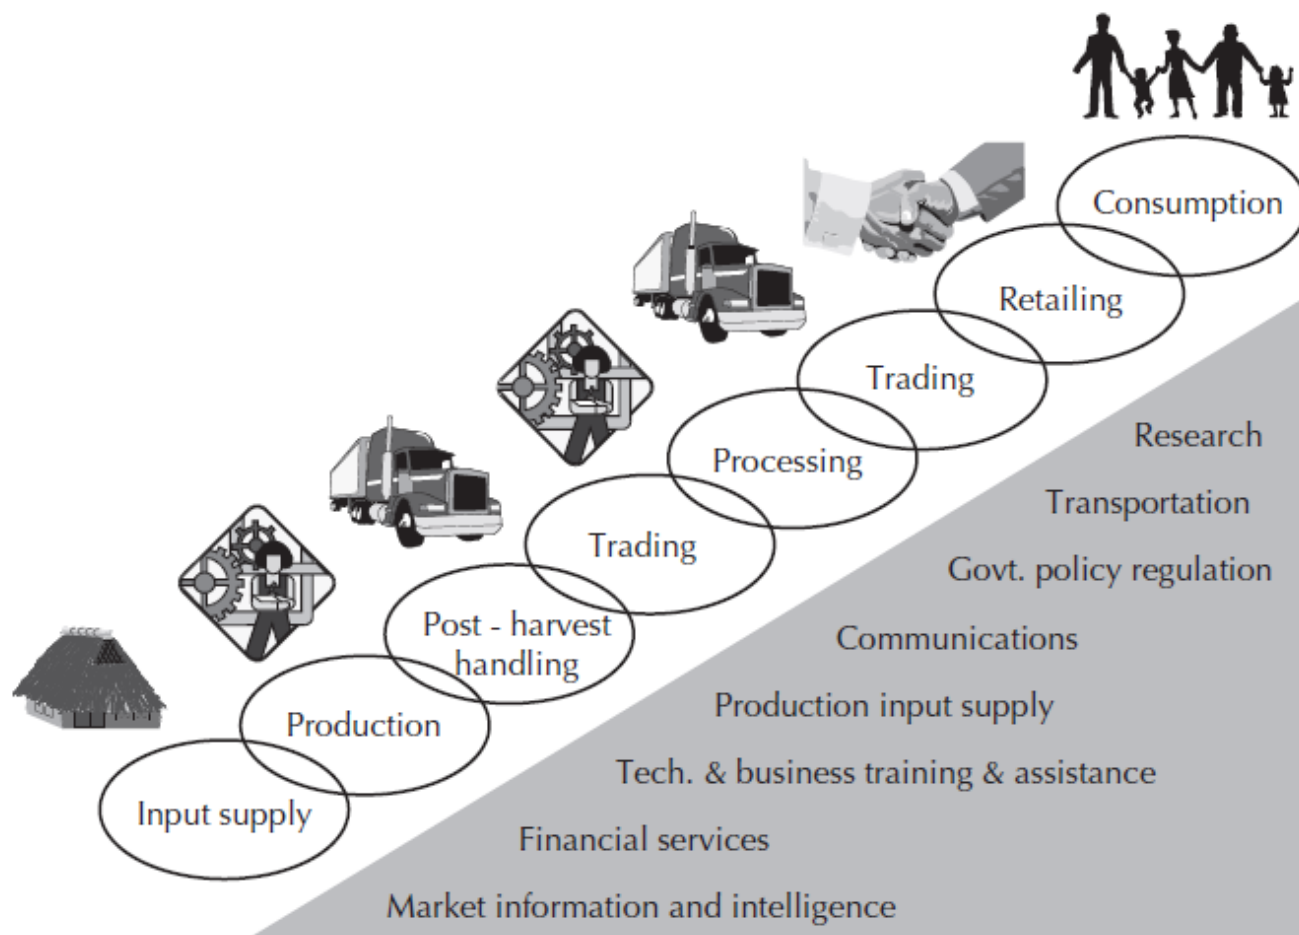 Consumption
Retailing
Trading
Processing
Trading
Post - harvest
handling
Production
Input supply
Research
Transportation
Govt. policy regulation
Communications
Production input supply
Tech. & business training & assistance
Financial services
Market information and intelligence